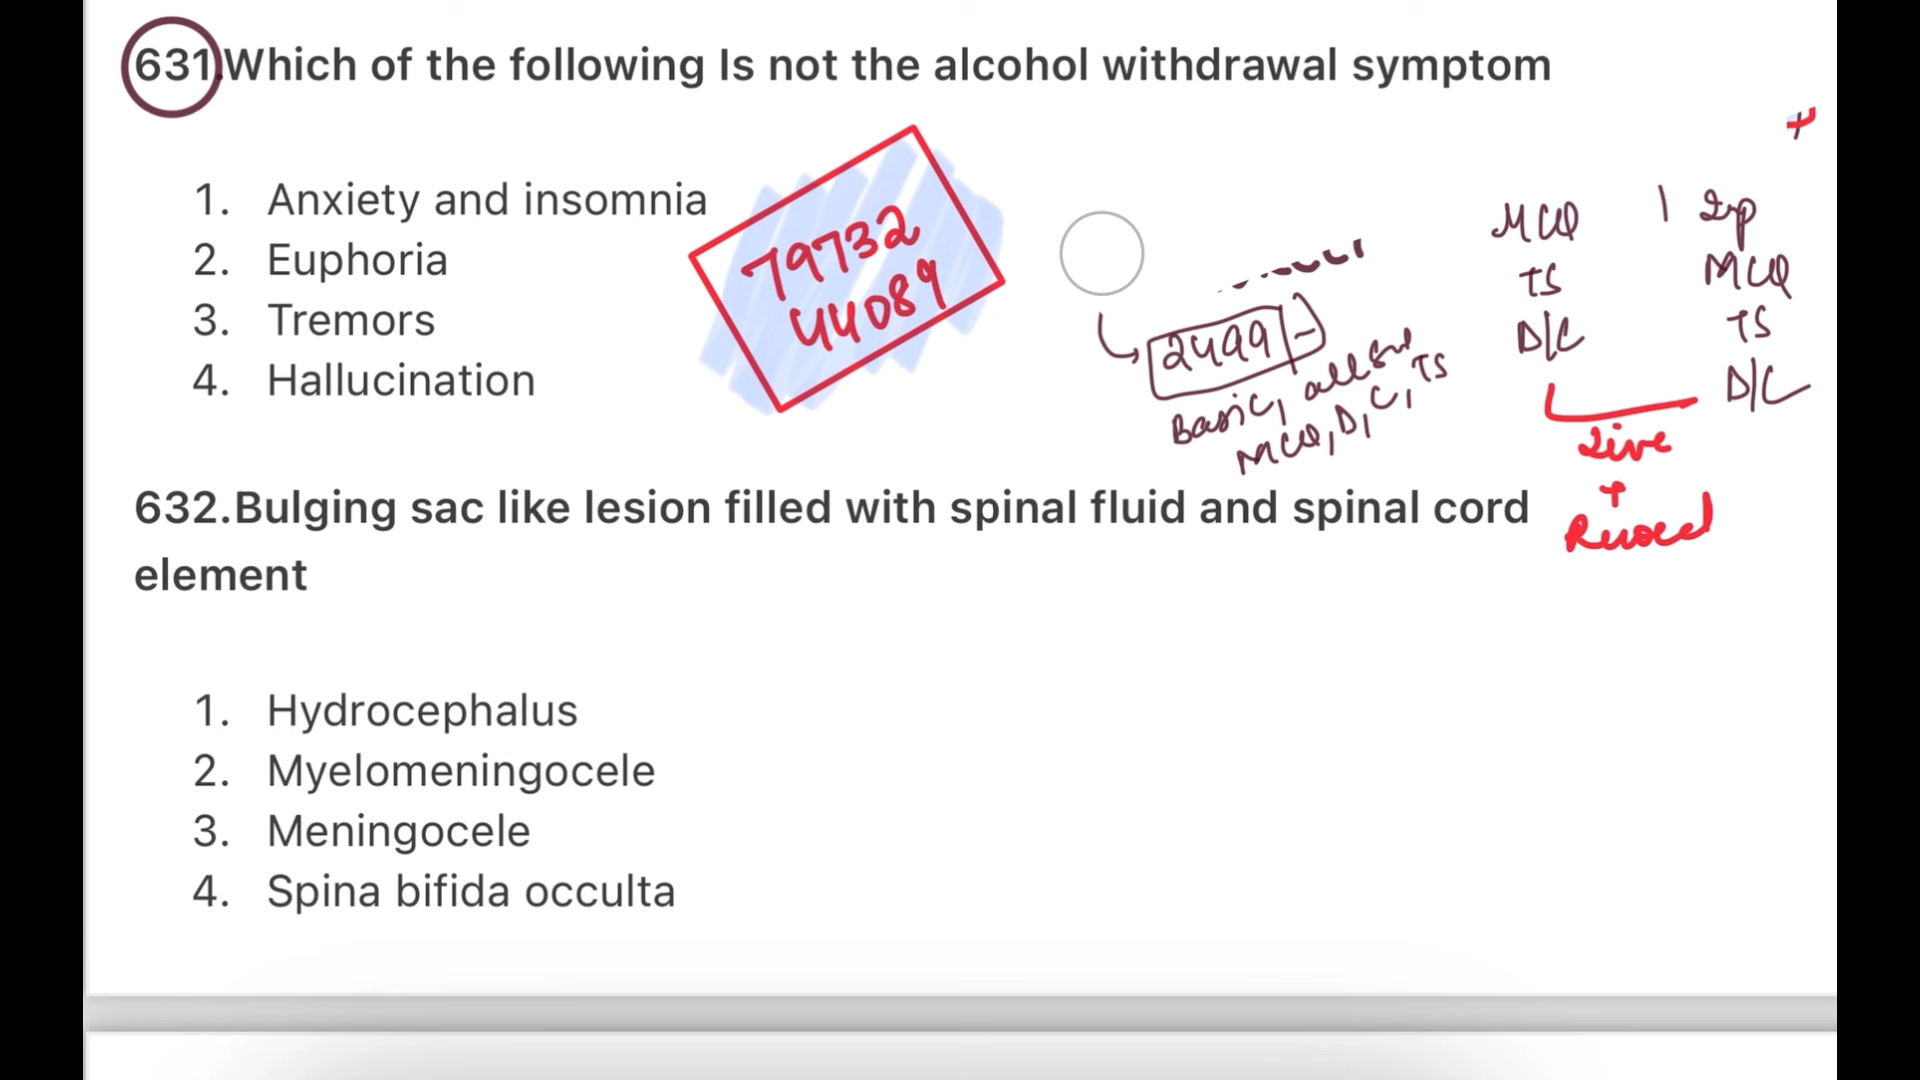 631.Which of the following Is not the alcohol withdrawal symptom
1. Anxiety and insomnia
2. Euphoria
3. Tremors
4. Hallucination
79732
44089
2499/-
Basic, all sub
MCQ, D, C, TS
MCQ
TS
D/C
MCQ
TS
D/C
Live
+
632.Bulging sac like lesion filled with spinal fluid and spinal cord
element
1. Hydrocephalus
2. Myelomeningocele
3. Meningocele
4. Spina bifida occulta